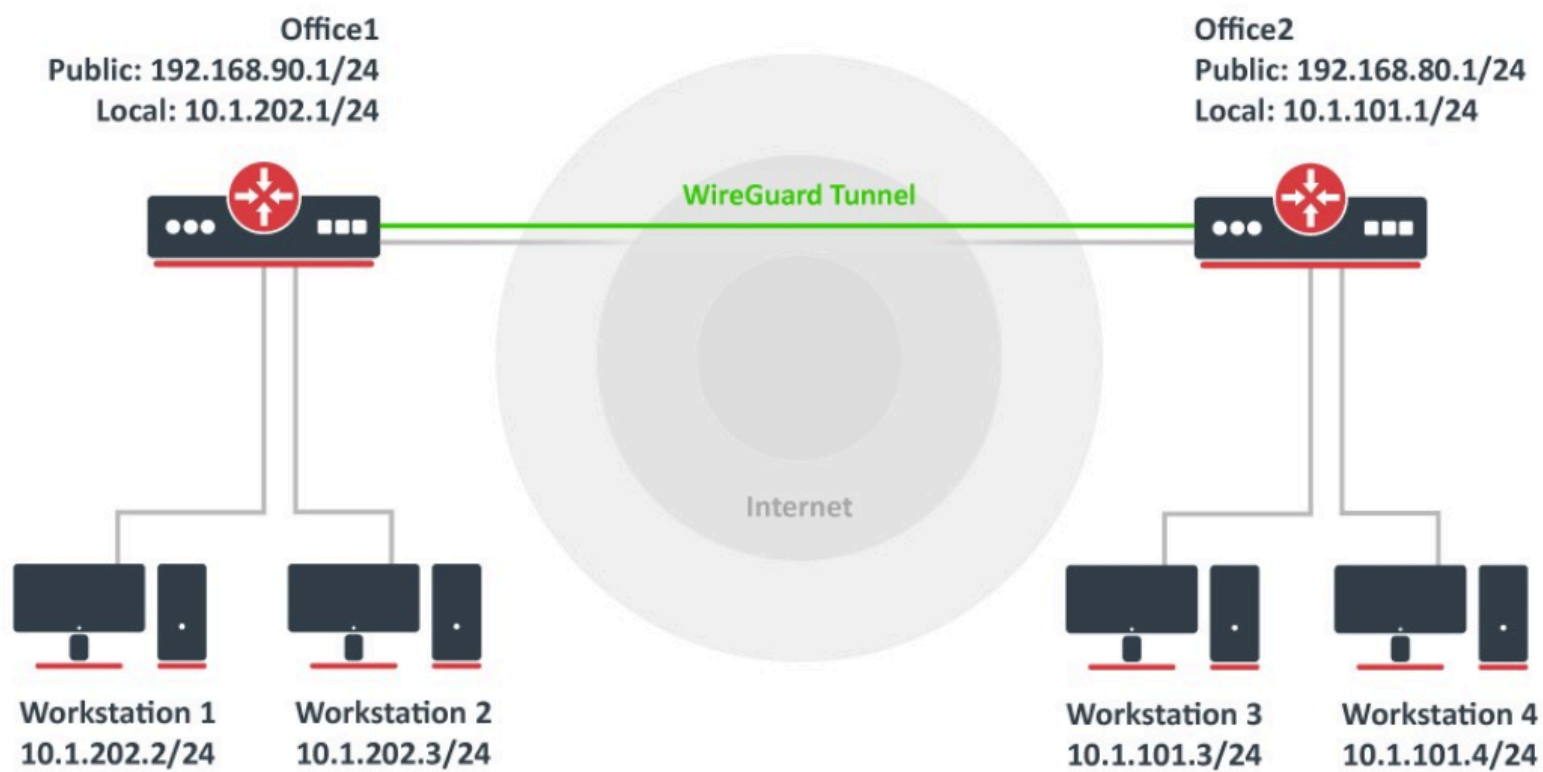 Office1
Public: 192.168.90.1/24
Local: 10.1.202.1/24
Office2
Public: 192.168.80.1/24
Local: 10.1.101.1/24
WireGuard Tunnel
Internet
Workstation 1
10.1.202.2/24
Workstation 2
10.1.202.3/24
Workstation 3
10.1.101.3/24
Workstation 4
10.1.101.4/24